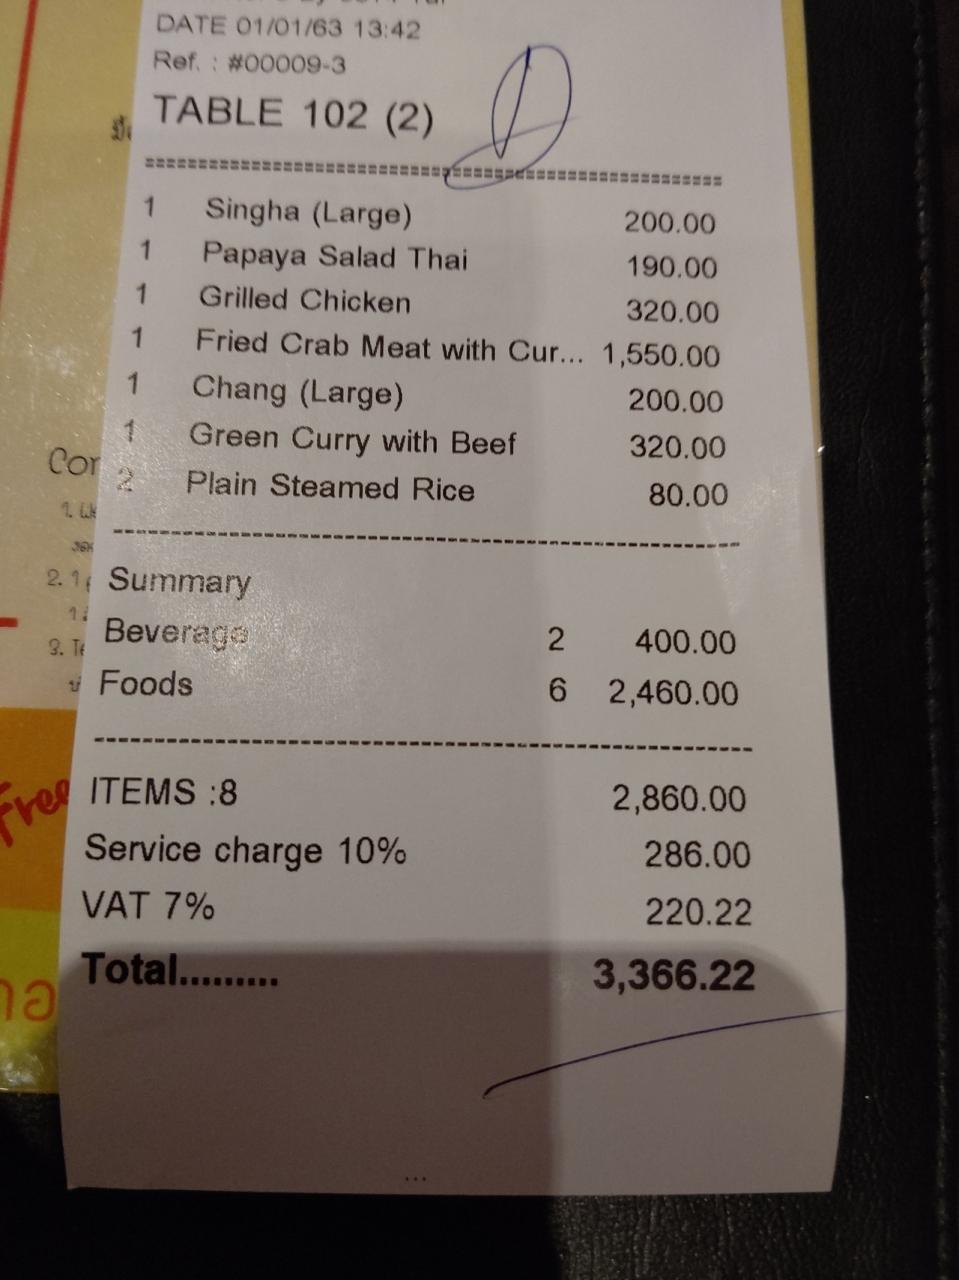 DATE 01/01/63 13:42
Ref. : #00009-3
TABLE 102 (2)
1 Singha (Large) 200.00
1 Papaya Salad Thai 190.00
1 Grilled Chicken 320.00
1 Fried Crab Meat with Cur... 1,550.00
1 Chang (Large) 200.00
1 Green Curry with Beef 320.00
2 Plain Steamed Rice 80.00
Summary
Beverage 2 400.00
Foods 6 2,460.00
ITEMS :8 2,860.00
Service charge 10% 286.00
VAT 7% 220.22
Total......... 3,366.22
...
Free